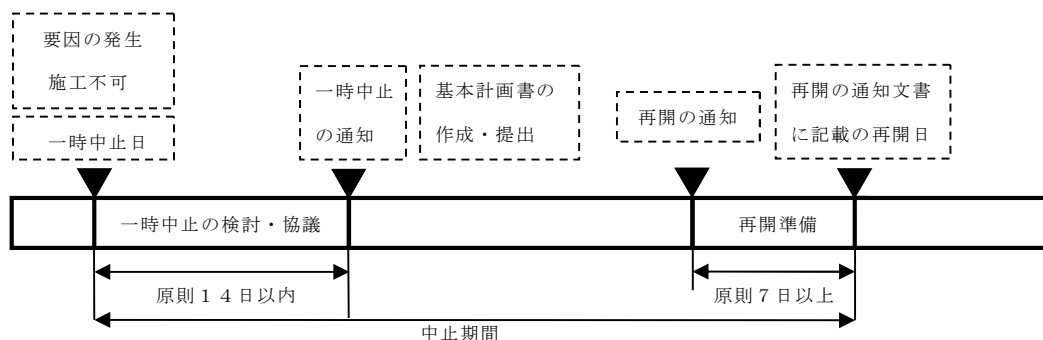 要因の発生
施工不可
一時中止日
一時中止
の通知
基本計画書の
作成・提出
再開の通知
再開の通知文書
に記載の再開日
一時中止の検討・協議
再開準備
原則１４日以内
原則７日以上
中止期間